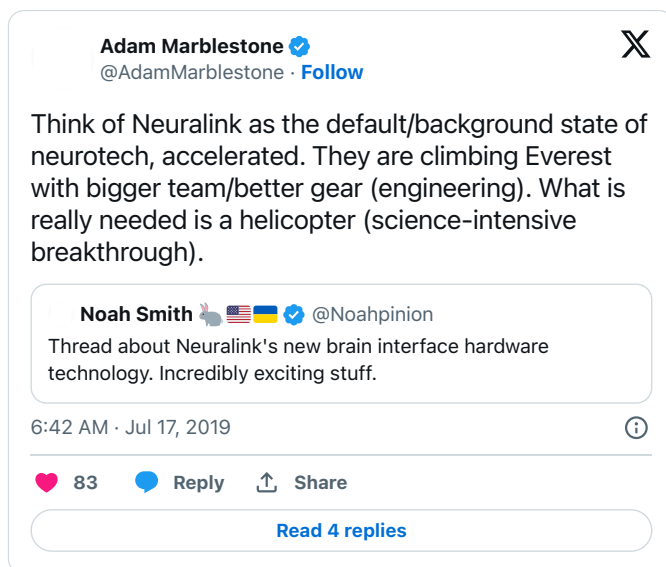 Adam Marblestone
@AdamMarblestone · Follow
Think of Neuralink as the default/background state of
neurotech, accelerated. They are climbing Everest
with bigger team/better gear (engineering). What is
really needed is a helicopter (science-intensive
breakthrough).
Noah Smith 🐇🇺🇸🇺🇦 @Noahpinion
Thread about Neuralink's new brain interface hardware
technology. Incredibly exciting stuff.
6:42 AM · Jul 17, 2019
83 Reply Share
Read 4 replies